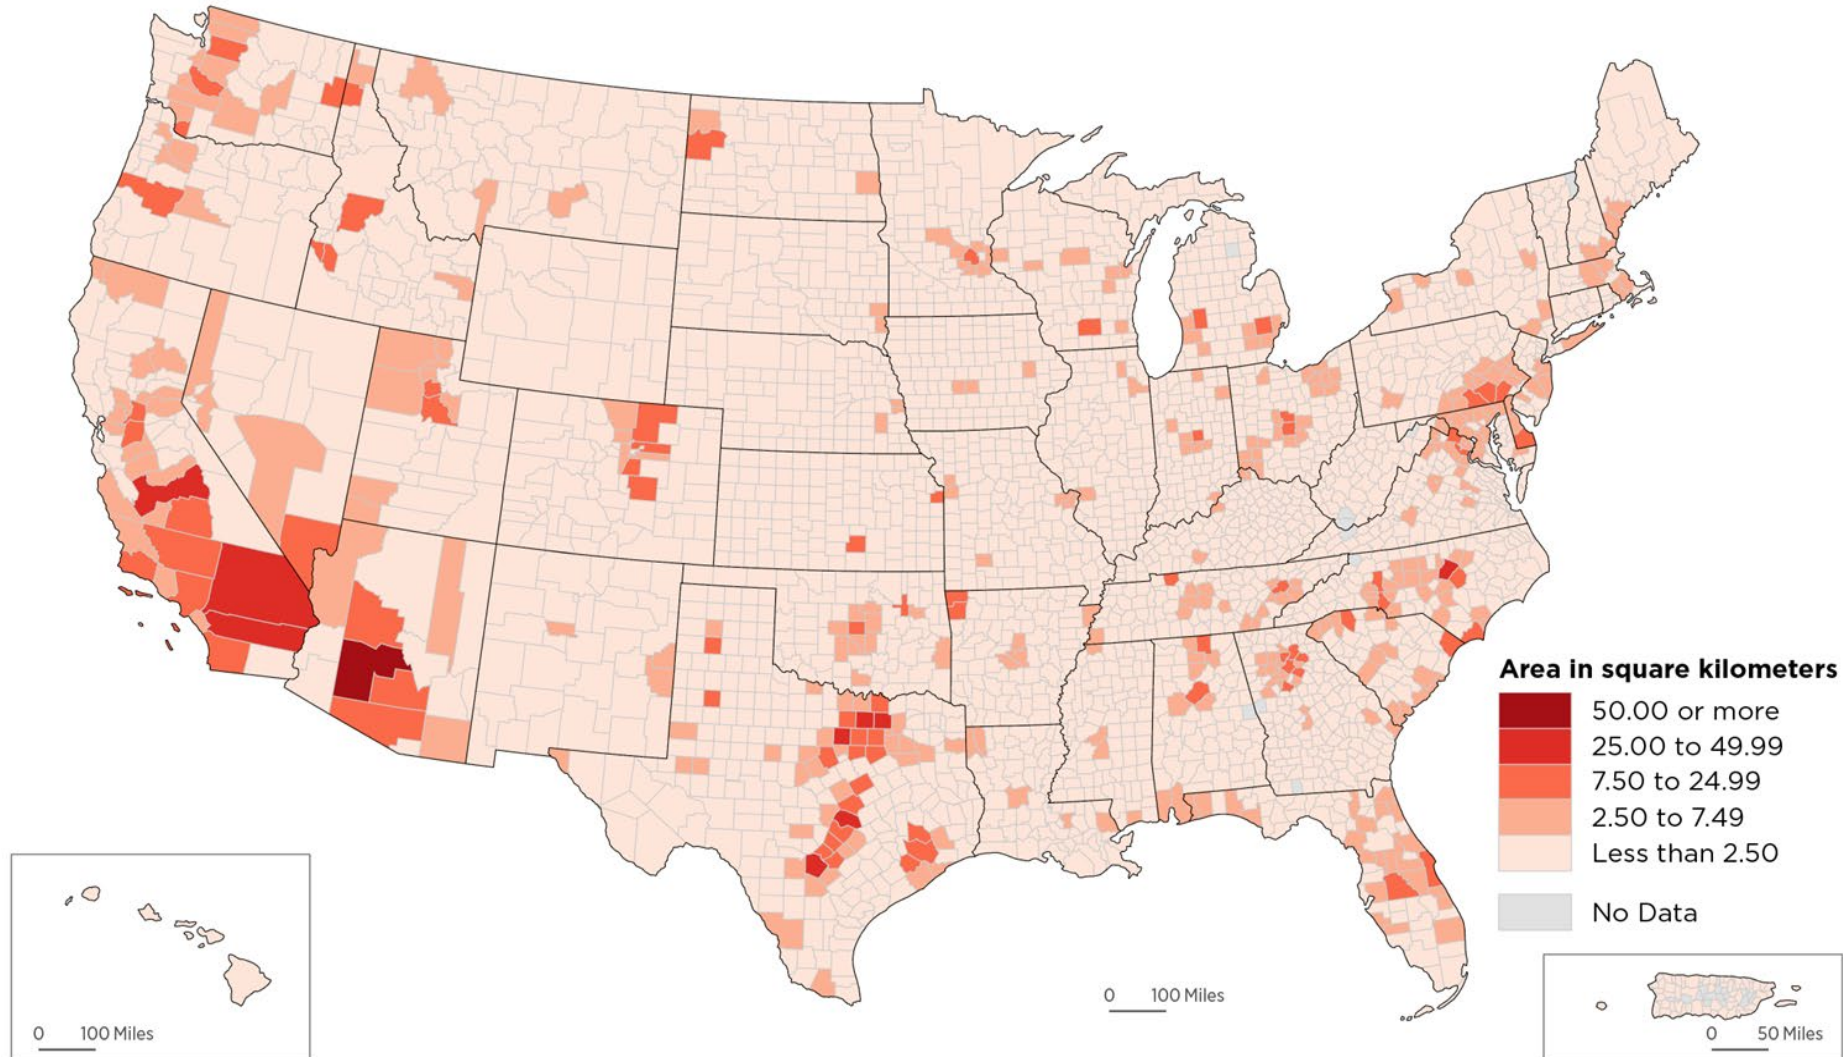 Area in square kilometers
50.00 or more
25.00 to 49.99
7.50 to 24.99
2.50 to 7.49
Less than 2.50
No Data
0 100 Miles
0 100 Miles
0 50 Miles